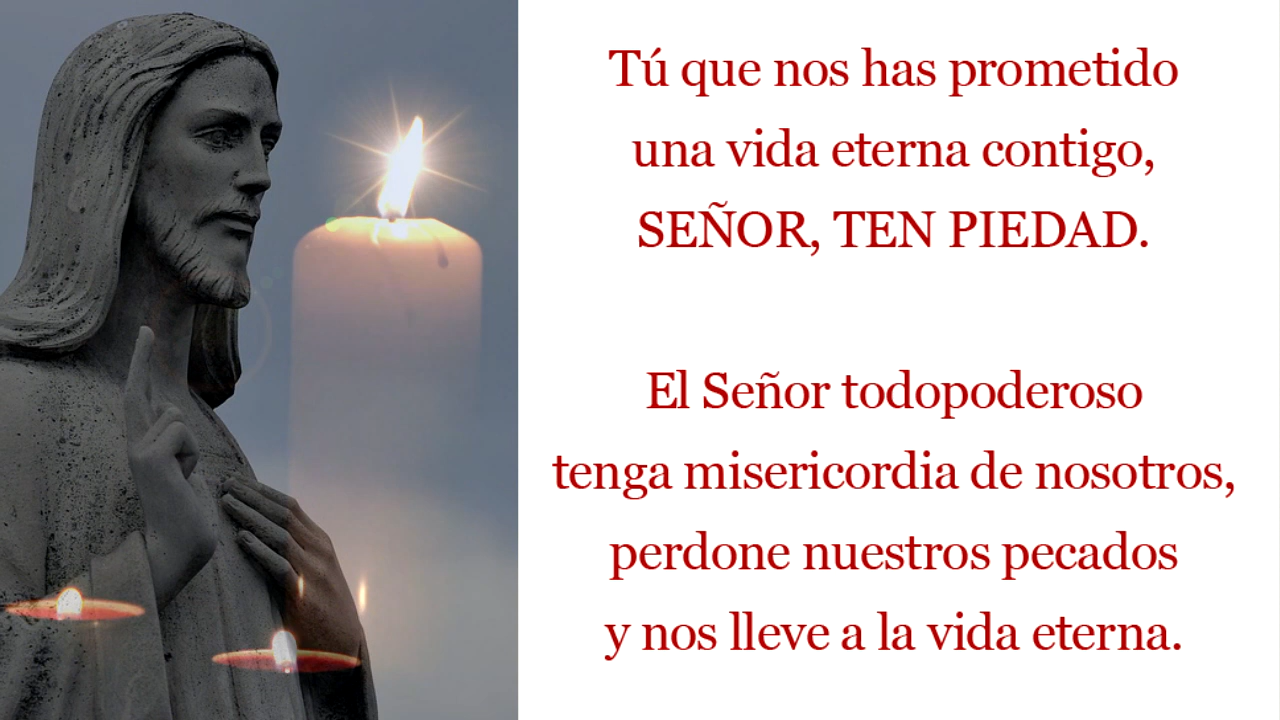 Tú que nos has prometido
una vida eterna contigo,
SEÑOR, TEN PIEDAD.
El Señor todopoderoso
tenga misericordia de nosotros,
perdone nuestros pecados
y nos lleve a la vida eterna.